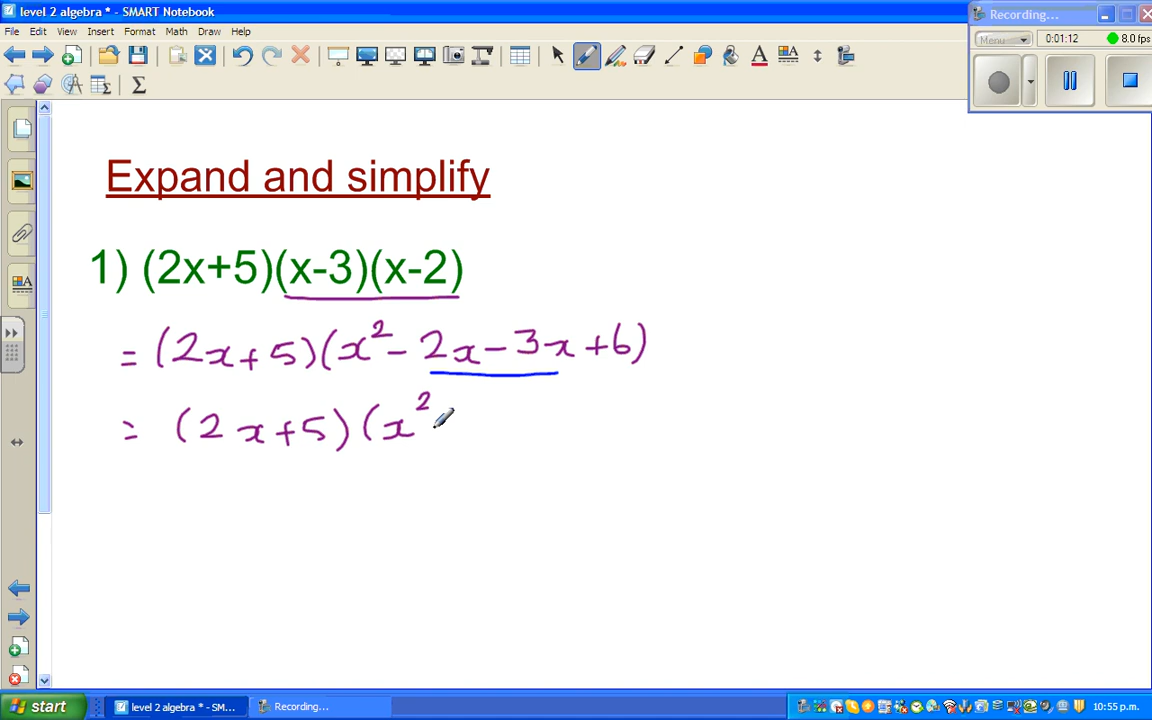 level 2 algebra * - SMART Notebook
Recording...
File Edit View Insert Format Math Draw Help
Menu 0:01:12 8.0 fps
Expand and simplify
1) (2x+5)(x-3)(x-2)
= (2x+5)(x² - 2x - 3x + 6)
= (2x+5)(x²
start level 2 algebra * - SM... Recording... 10:55 p.m.